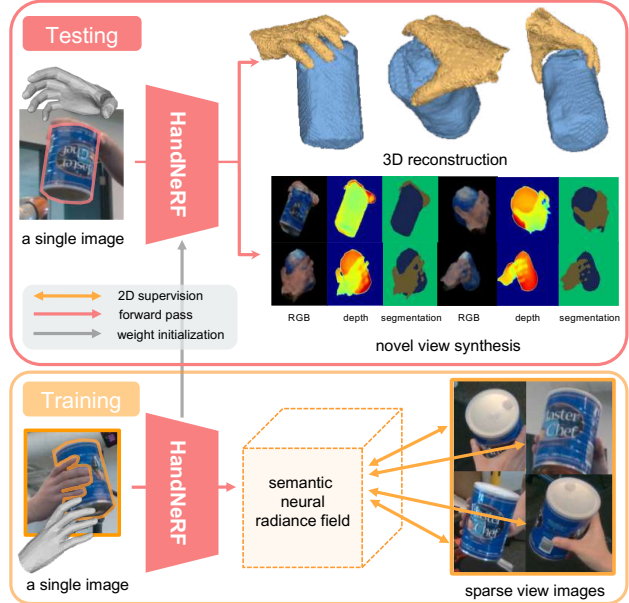 Testing
HandNeRF
a single image
3D reconstruction
2D supervision
forward pass
weight initialization
RGB depth segmentation RGB depth segmentation
novel view synthesis
Training
HandNeRF
semantic
neural
radiance field
a single image
sparse view images